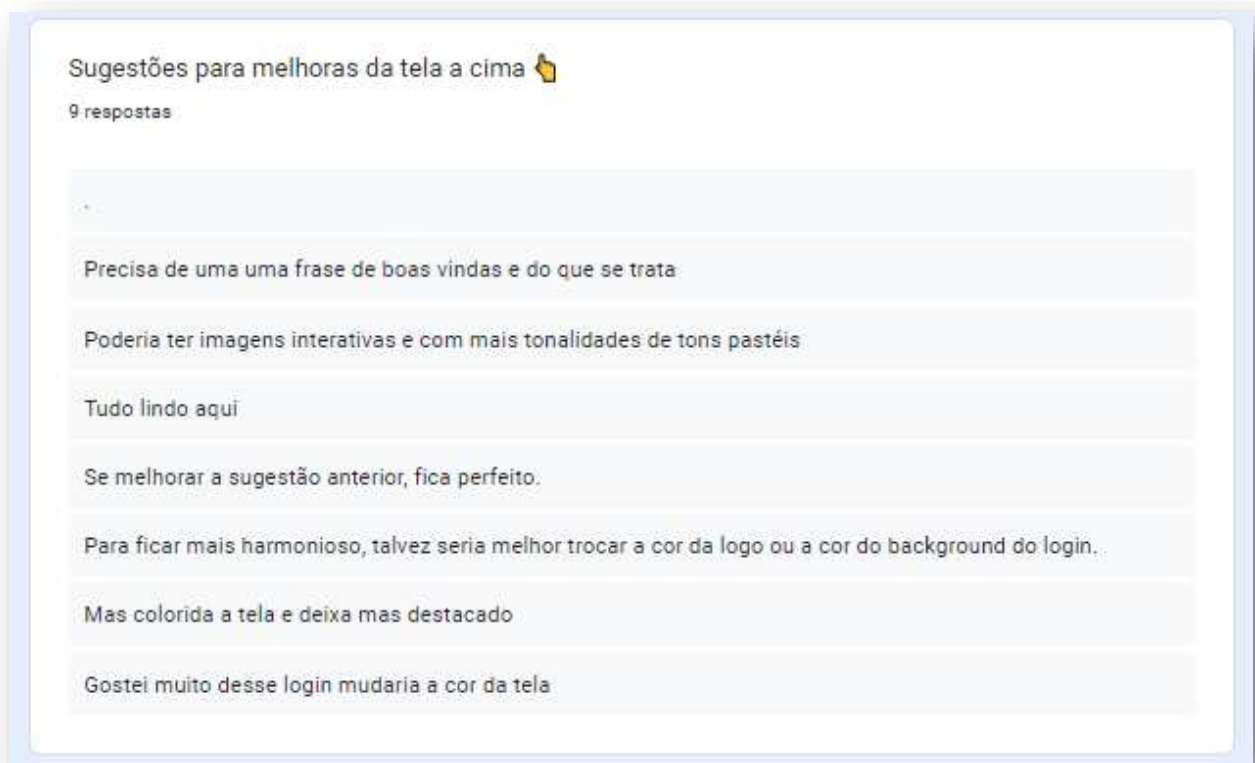 Sugestões para melhoras da tela a cima 👆
9 respostas
.
Precisa de uma uma frase de boas vindas e do que se trata
Poderia ter imagens interativas e com mais tonalidades de tons pastéis
Tudo lindo aqui
Se melhorar a sugestão anterior, fica perfeito.
Para ficar mais harmonioso, talvez seria melhor trocar a cor da logo ou a cor do background do login.
Mas colorida a tela e deixa mas destacado
Gostei muito desse login mudaria a cor da tela